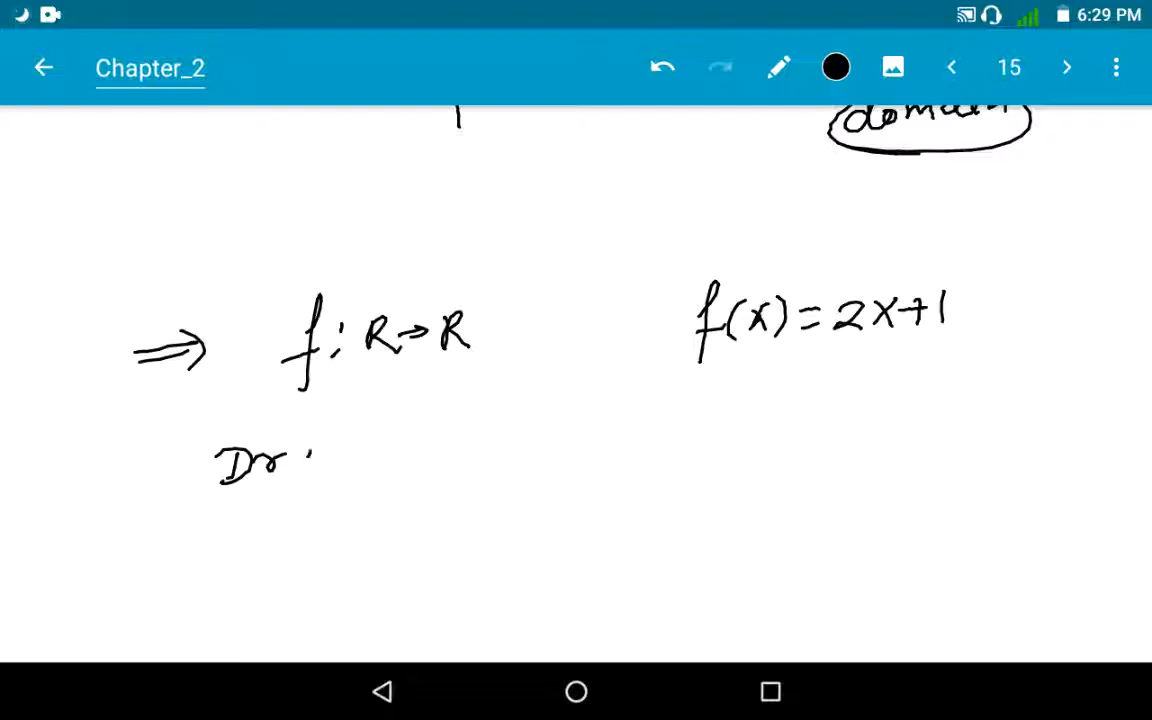 6:29 PM
Chapter_2
15
domain
⇒ f : R → R f(x) = 2x+1
Dr